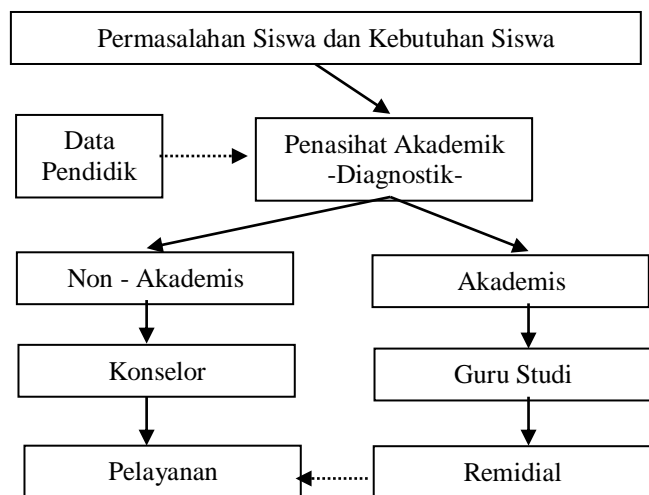 Permasalahan Siswa dan Kebutuhan Siswa
Data
Pendidik
Penasihat Akademik
-Diagnostik-
Non - Akademis
Akademis
Konselor
Guru Studi
Pelayanan
Remidial